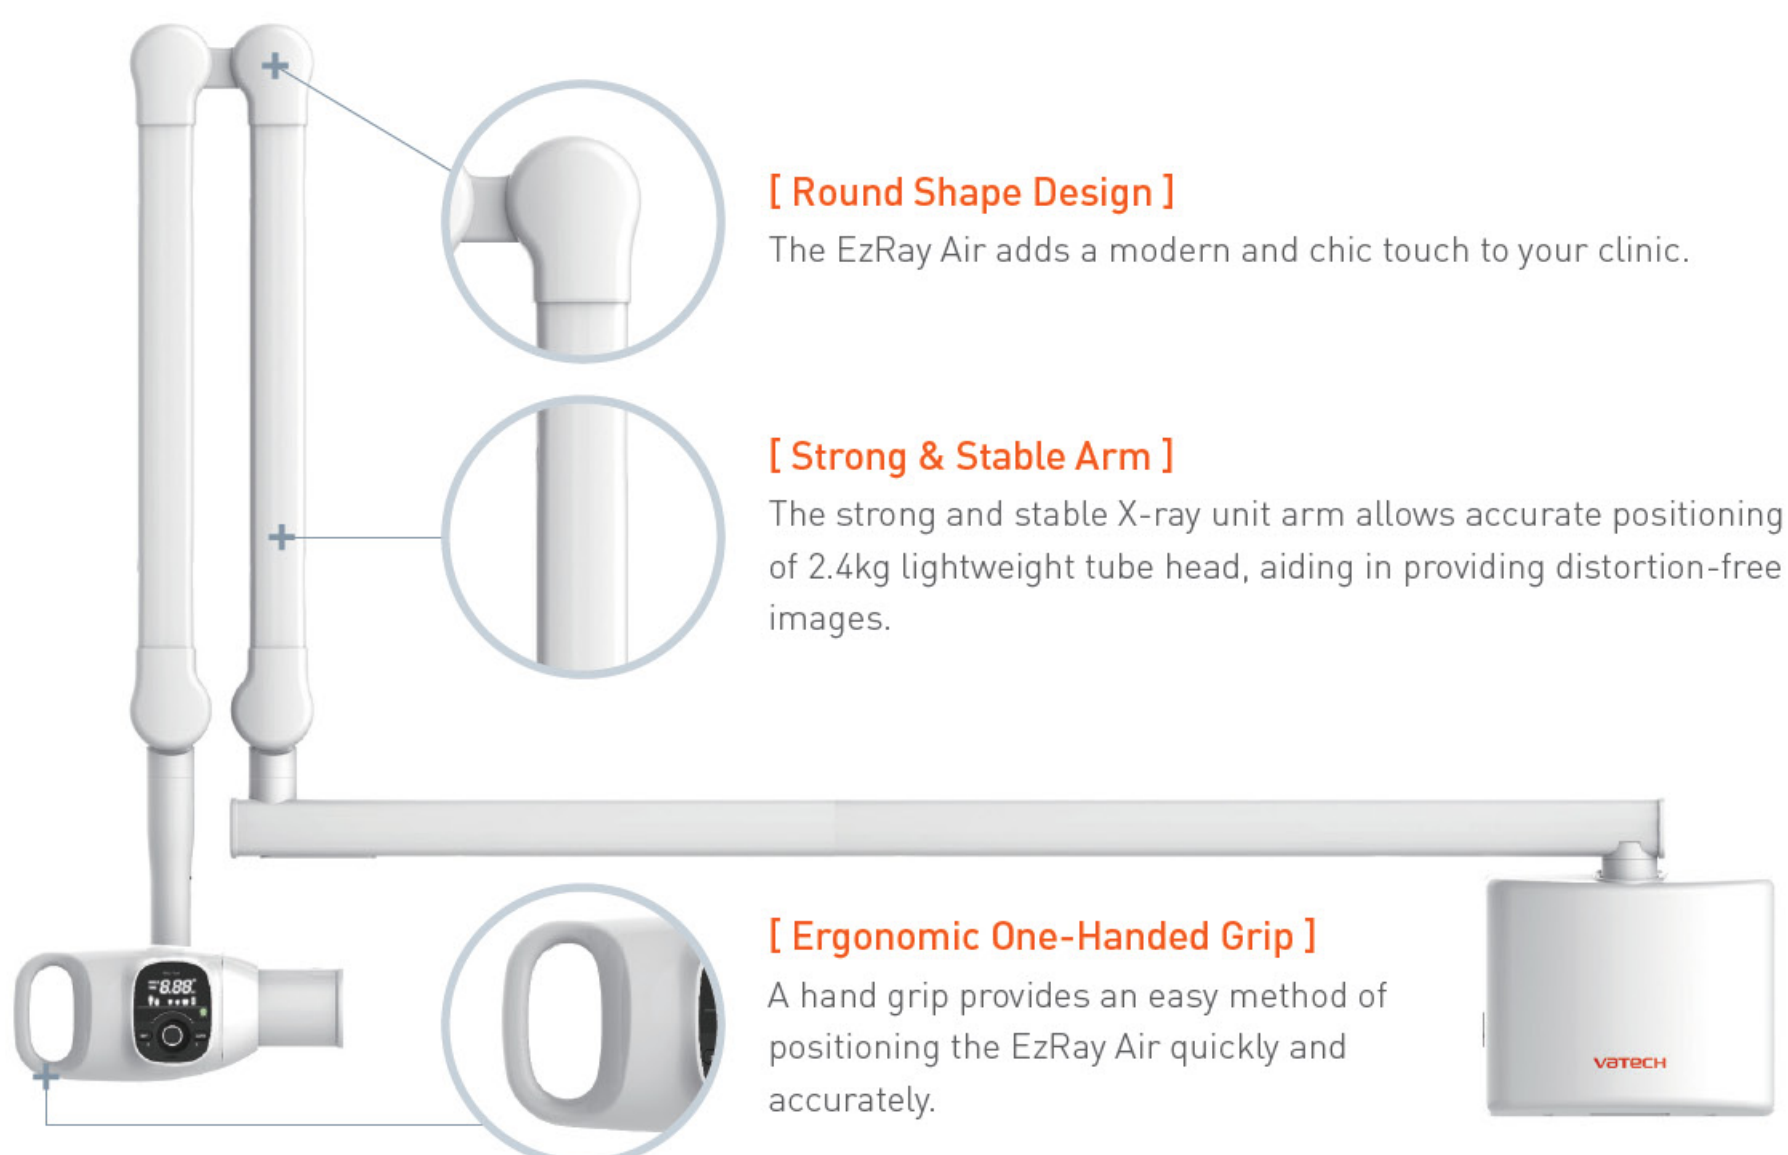 [ Round Shape Design ]
The EzRay Air adds a modern and chic touch to your clinic.
[ Strong & Stable Arm ]
The strong and stable X-ray unit arm allows accurate positioning
of 2.4kg lightweight tube head, aiding in providing distortion-free
images.
8.88
[ Ergonomic One-Handed Grip ]
A hand grip provides an easy method of
positioning the EzRay Air quickly and
accurately.
vatech